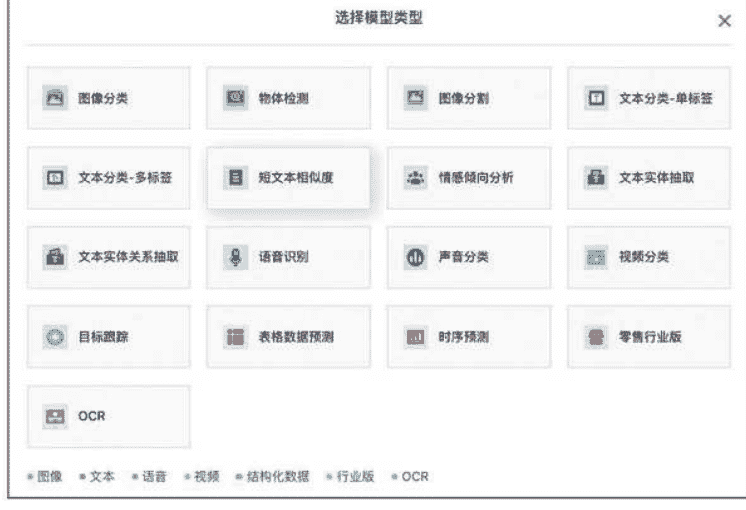 选择模型类型
图像分类 物体检测 图像分割 文本分类-单标签
文本分类-多标签 短文本相似度 情感倾向分析 文本实体抽取
文本实体关系抽取 语音识别 声音分类 视频分类
目标跟踪 表格数据预测 时序预测 零售行业版
OCR
图像 文本 语音 视频 结构化数据 行业版 OCR